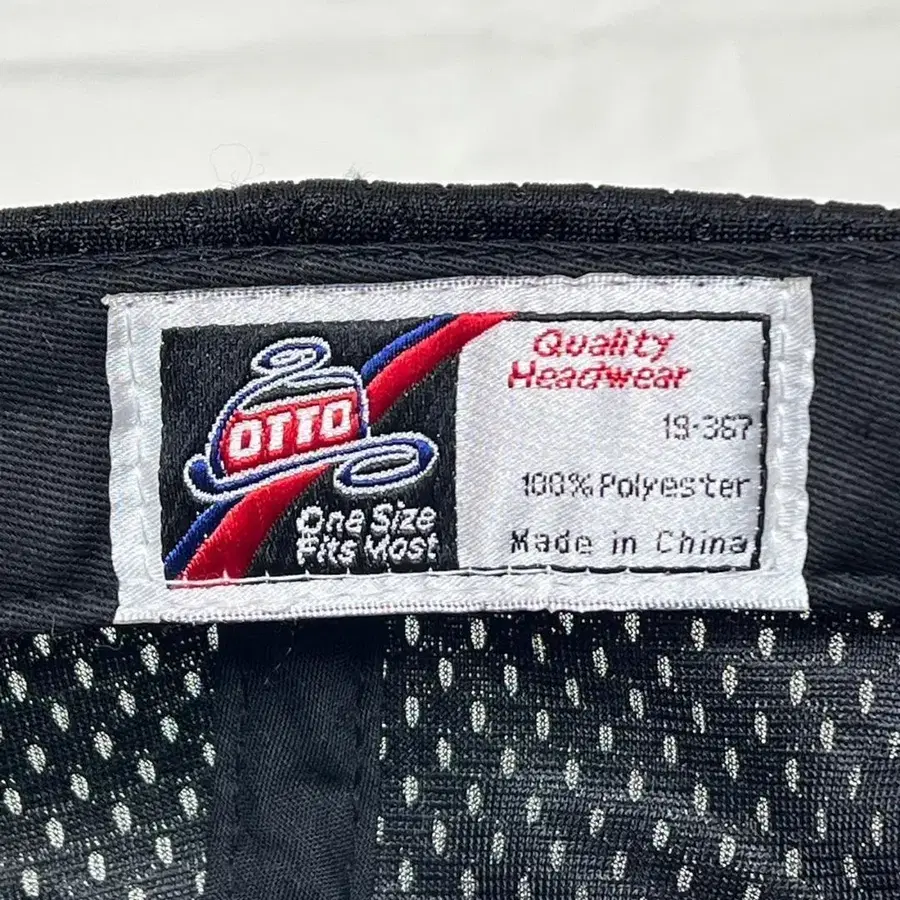 OTTO
One Size
Fits Most
Quality
Headwear
19-367
100% Polyester
Made in China